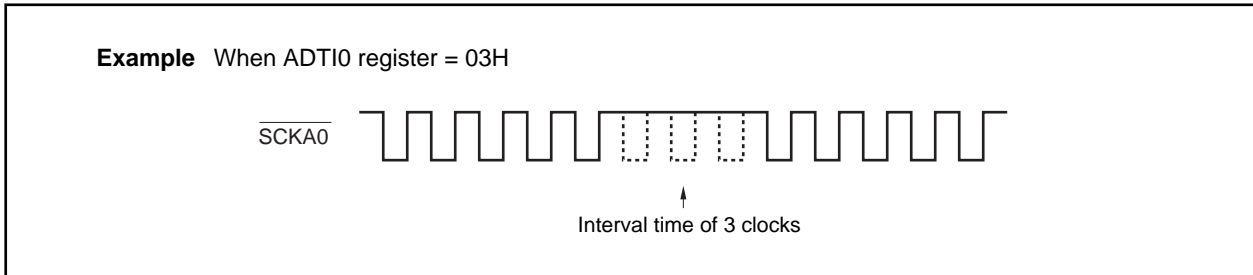 Example When ADTI0 register = 03H
SCKA0
Interval time of 3 clocks